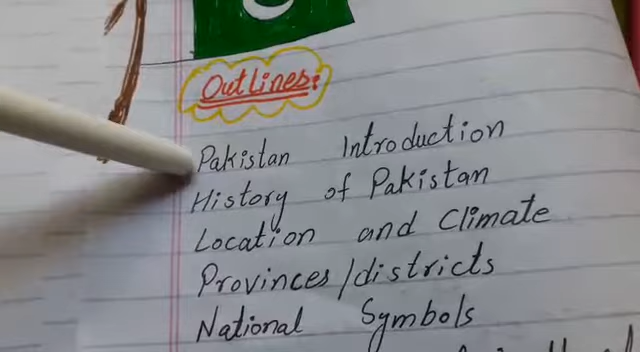 Outlines:
Pakistan Introduction
History of Pakistan
Location and Climate
Provinces/districts
National Symbols